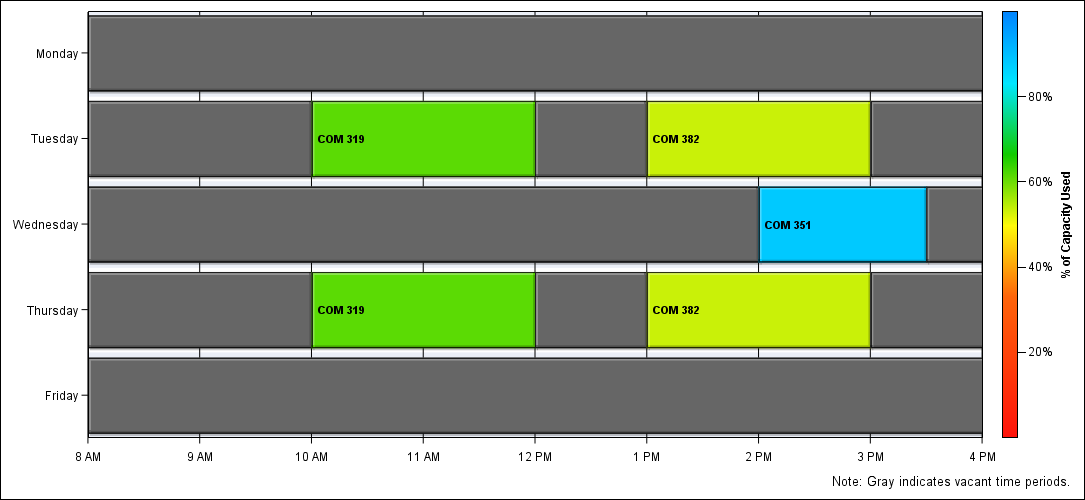 Monday
Tuesday
COM 319
COM 382
Wednesday
COM 351
Thursday
COM 319
COM 382
Friday
8 AM
9 AM
10 AM
11 AM
12 PM
1 PM
2 PM
3 PM
4 PM
80%
60%
40%
20%
% of Capacity Used
Note: Gray indicates vacant time periods.